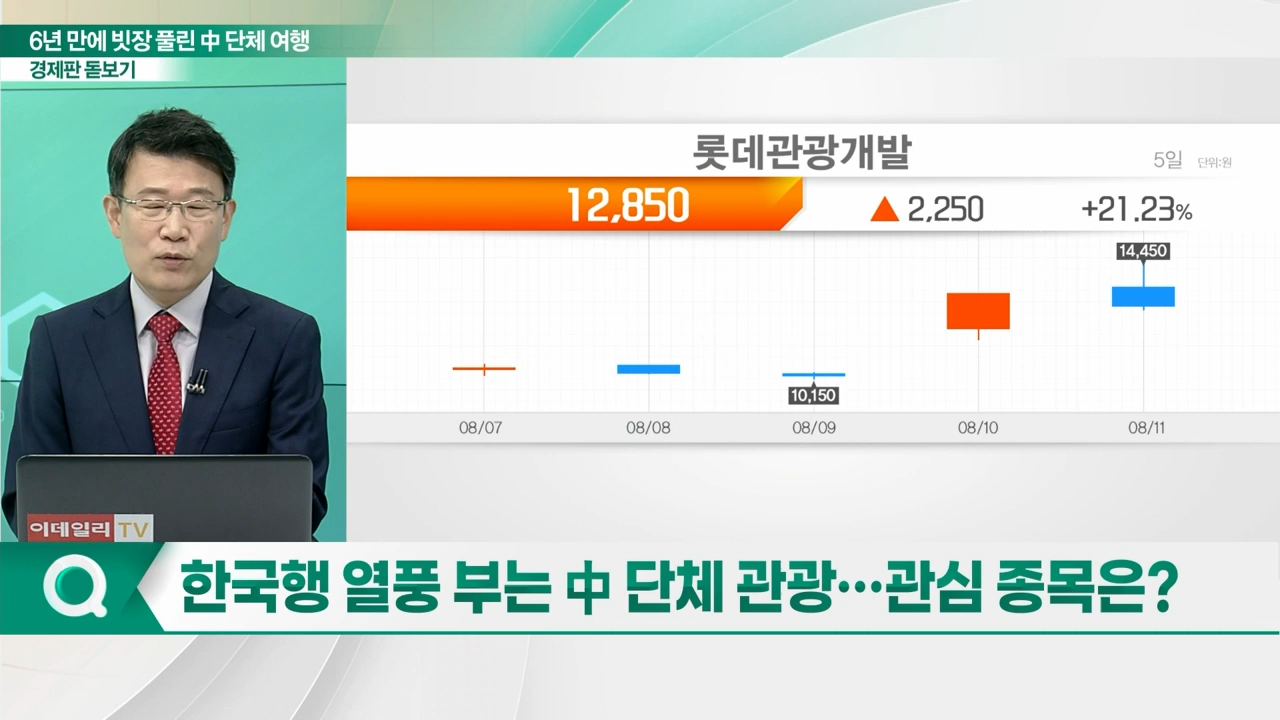 6년 만에 빗장 풀린 中 단체 여행
경제판 돋보기
롯데관광개발
5일 단위:원
12,850 ▲ 2,250 +21.23%
14,450
10,150
08/07 08/08 08/09 08/10 08/11
이데일리 TV
Q 한국행 열풍 부는 中 단체 관광…관심 종목은?